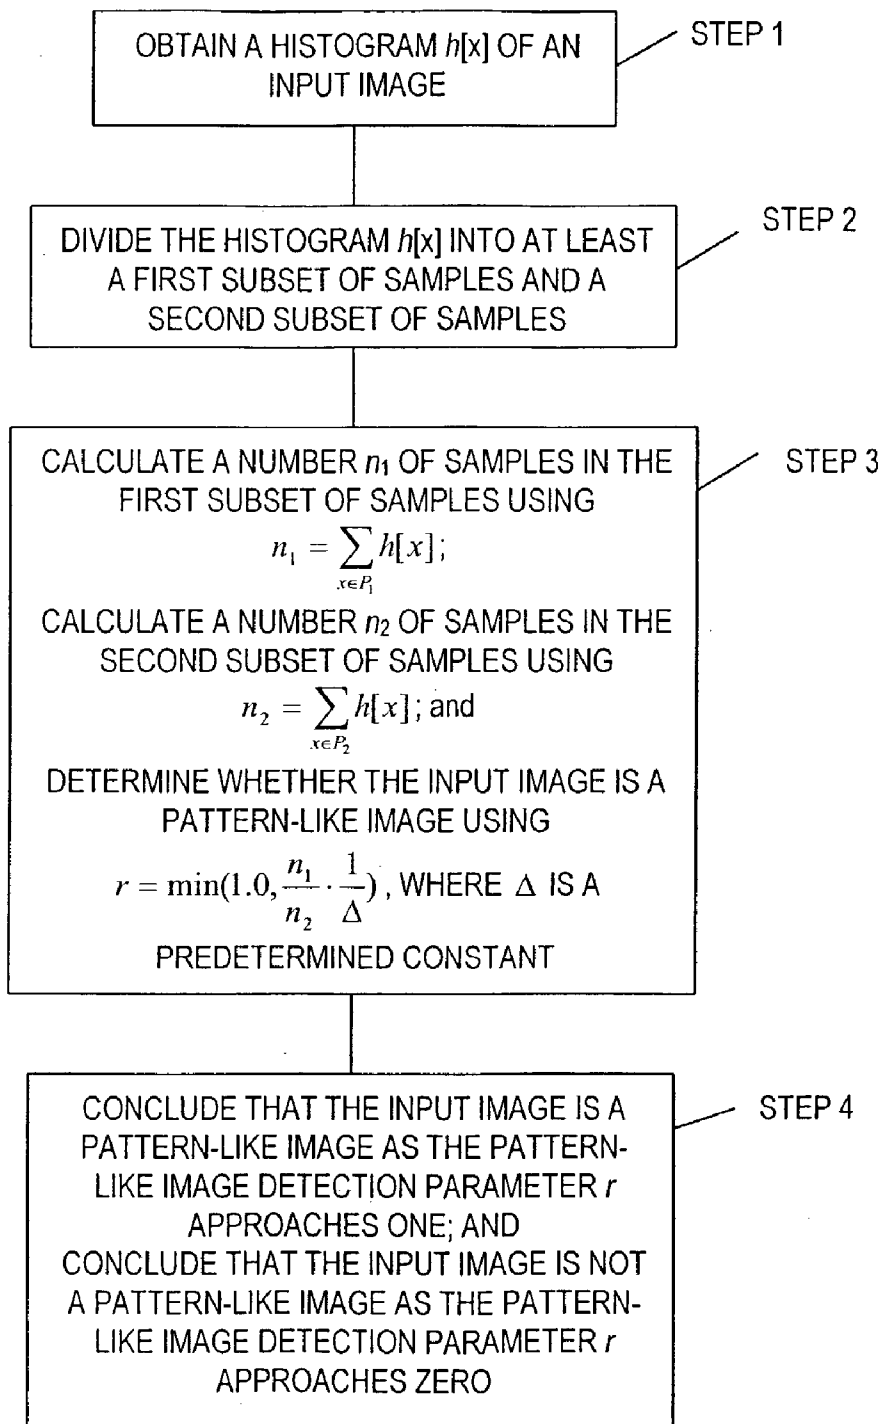 OBTAIN A HISTOGRAM h[x] OF AN
INPUT IMAGE
STEP 1
DIVIDE THE HISTOGRAM h[x] INTO AT LEAST
A FIRST SUBSET OF SAMPLES AND A
SECOND SUBSET OF SAMPLES
STEP 2
CALCULATE A NUMBER n₁ OF SAMPLES IN THE
FIRST SUBSET OF SAMPLES USING
n₁ = ∑_{x∈P₁} h[x];
CALCULATE A NUMBER n₂ OF SAMPLES IN THE
SECOND SUBSET OF SAMPLES USING
n₂ = ∑_{x∈P₂} h[x]; and
DETERMINE WHETHER THE INPUT IMAGE IS A
PATTERN-LIKE IMAGE USING
r = min(1.0, n₁/n₂ · 1/Δ), WHERE Δ IS A
PREDETERMINED CONSTANT
STEP 3
CONCLUDE THAT THE INPUT IMAGE IS A
PATTERN-LIKE IMAGE AS THE PATTERN-
LIKE IMAGE DETECTION PARAMETER r
APPROACHES ONE; AND
CONCLUDE THAT THE INPUT IMAGE IS NOT
A PATTERN-LIKE IMAGE AS THE PATTERN-
LIKE IMAGE DETECTION PARAMETER r
APPROACHES ZERO
STEP 4